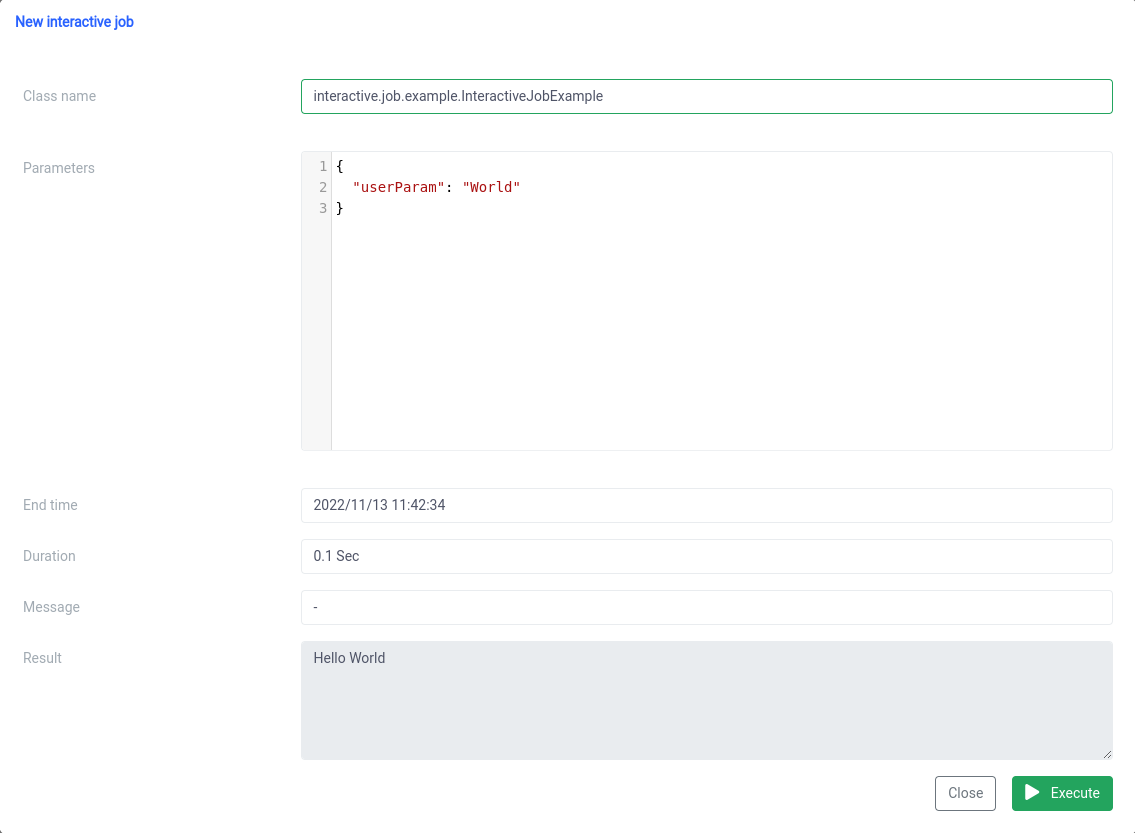 New interactive job
Class name
interactive.job.example.InteractiveJobExample
Parameters
1 {
2   "userParam": "World"
3 }
End time
2022/11/13 11:42:34
Duration
0.1 Sec
Message
-
Result
Hello World
Close
Execute